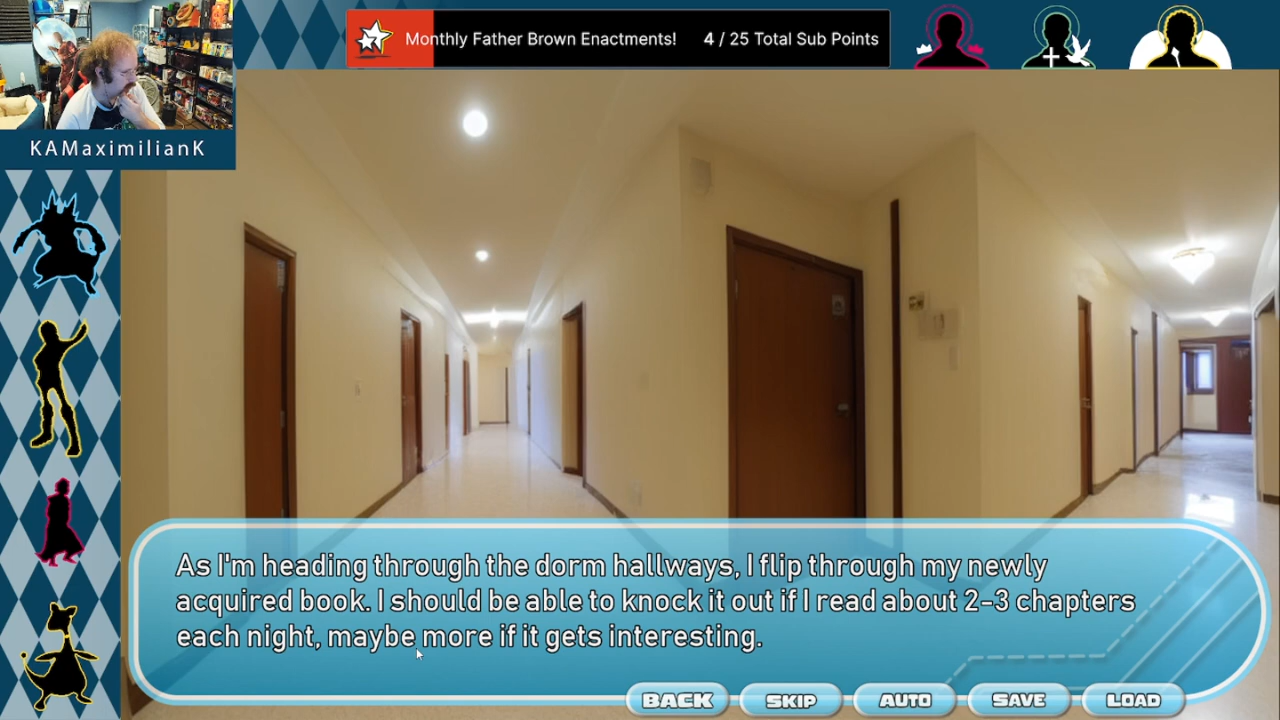 Monthly Father Brown Enactments! 4 / 25 Total Sub Points
KAMaximilianK
As I'm heading through the dorm hallways, I flip through my newly
acquired book. I should be able to knock it out if I read about 2-3 chapters
each night, maybe more if it gets interesting.
BACK SKIP AUTO SAVE LOAD